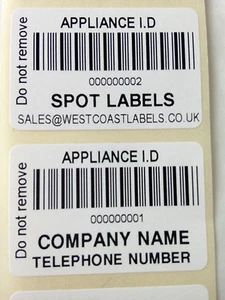 Do not remove
APPLIANCE I.D
000000002
SPOT LABELS
SALES@WESTCOASTLABELS.CO.UK
Do not remove
APPLIANCE I.D
000000001
COMPANY NAME
TELEPHONE NUMBER